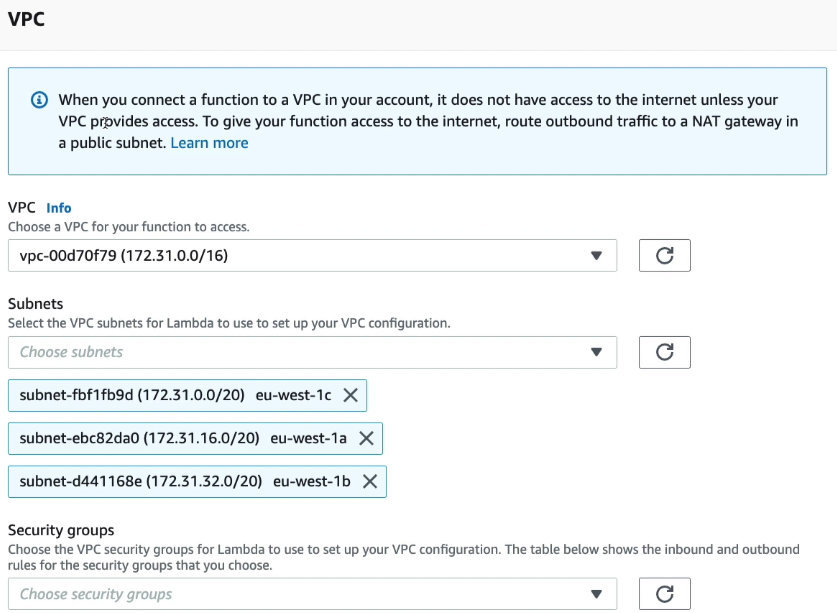 VPC
When you connect a function to a VPC in your account, it does not have access to the internet unless your
VPC provides access. To give your function access to the internet, route outbound traffic to a NAT gateway in
a public subnet. Learn more
VPC Info
Choose a VPC for your function to access.
vpc-00d70f79 (172.31.0.0/16)
Subnets
Select the VPC subnets for Lambda to use to set up your VPC configuration.
Choose subnets
subnet-fbf1fb9d (172.31.0.0/20) eu-west-1c
subnet-ebc82da0 (172.31.16.0/20) eu-west-1a
subnet-d441168e (172.31.32.0/20) eu-west-1b
Security groups
Choose the VPC security groups for Lambda to use to set up your VPC configuration. The table below shows the inbound and outbound
rules for the security groups that you choose.
Choose security groups